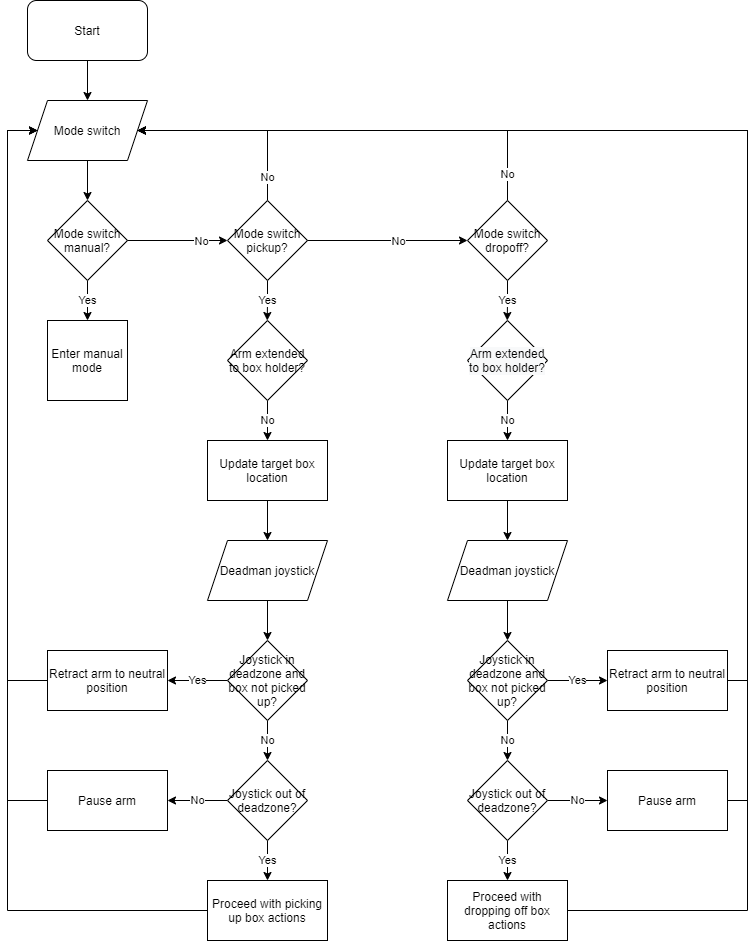 Start
Mode switch
No
No
Mode switch
manual?
No
Mode switch
pickup?
No
Mode switch
dropoff?
Yes
Yes
Yes
Enter manual
mode
Arm extended
to box holder?
Arm extended
to box holder?
No
No
Update target box
location
Update target box
location
Deadman joystick
Deadman joystick
Retract arm to neutral
position
Yes
Joystick in
deadzone and
box not picked
up?
Joystick in
deadzone and
box not picked
up?
Yes
Retract arm to neutral
position
No
No
Pause arm
No
Joystick out of
deadzone?
Joystick out of
deadzone?
No
Pause arm
Yes
Yes
Proceed with picking
up box actions
Proceed with
dropping off box
actions